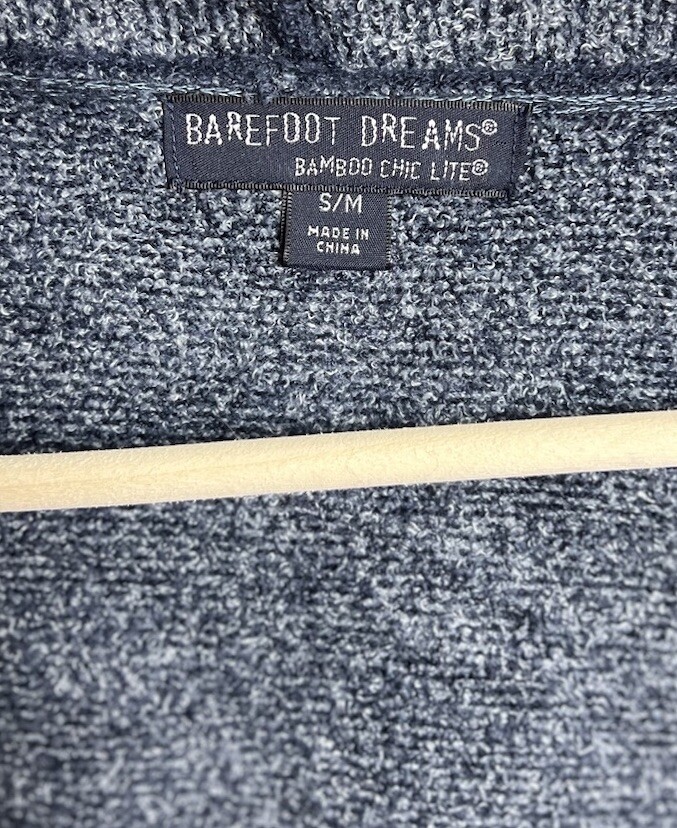 BAREFOOT DREAMS®
BAMBOO CHIC LITE®
S/M
MADE IN
CHINA